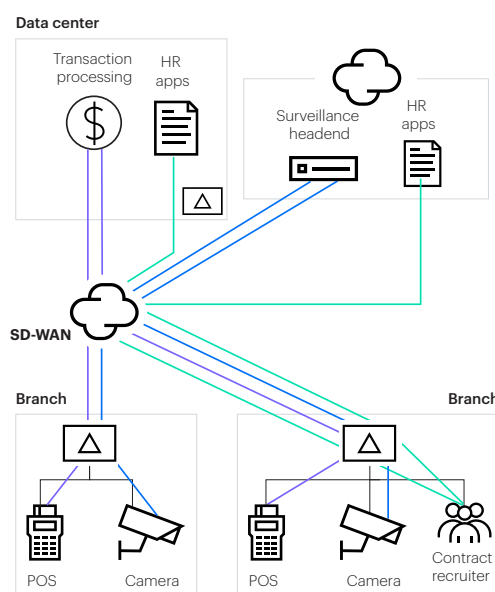 Data center
Transaction
processing
HR
apps
$
Surveillance
headend
HR
apps
SD-WAN
Branch
Branch
POS
Camera
POS
Camera
Contract
recruiter